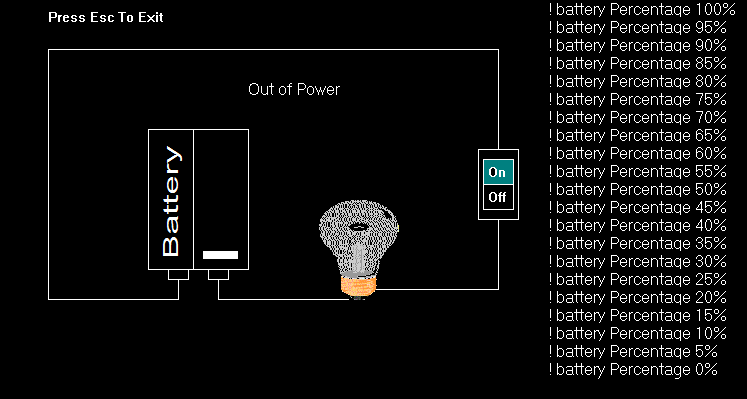 Press Esc To Exit
Out of Power
Battery
On
Off
! battery Percentage 100%
! battery Percentage 95%
! battery Percentage 90%
! battery Percentage 85%
! battery Percentage 80%
! battery Percentage 75%
! battery Percentage 70%
! battery Percentage 65%
! battery Percentage 60%
! battery Percentage 55%
! battery Percentage 50%
! battery Percentage 45%
! battery Percentage 40%
! battery Percentage 35%
! battery Percentage 30%
! battery Percentage 25%
! battery Percentage 20%
! battery Percentage 15%
! battery Percentage 10%
! battery Percentage 5%
! battery Percentage 0%